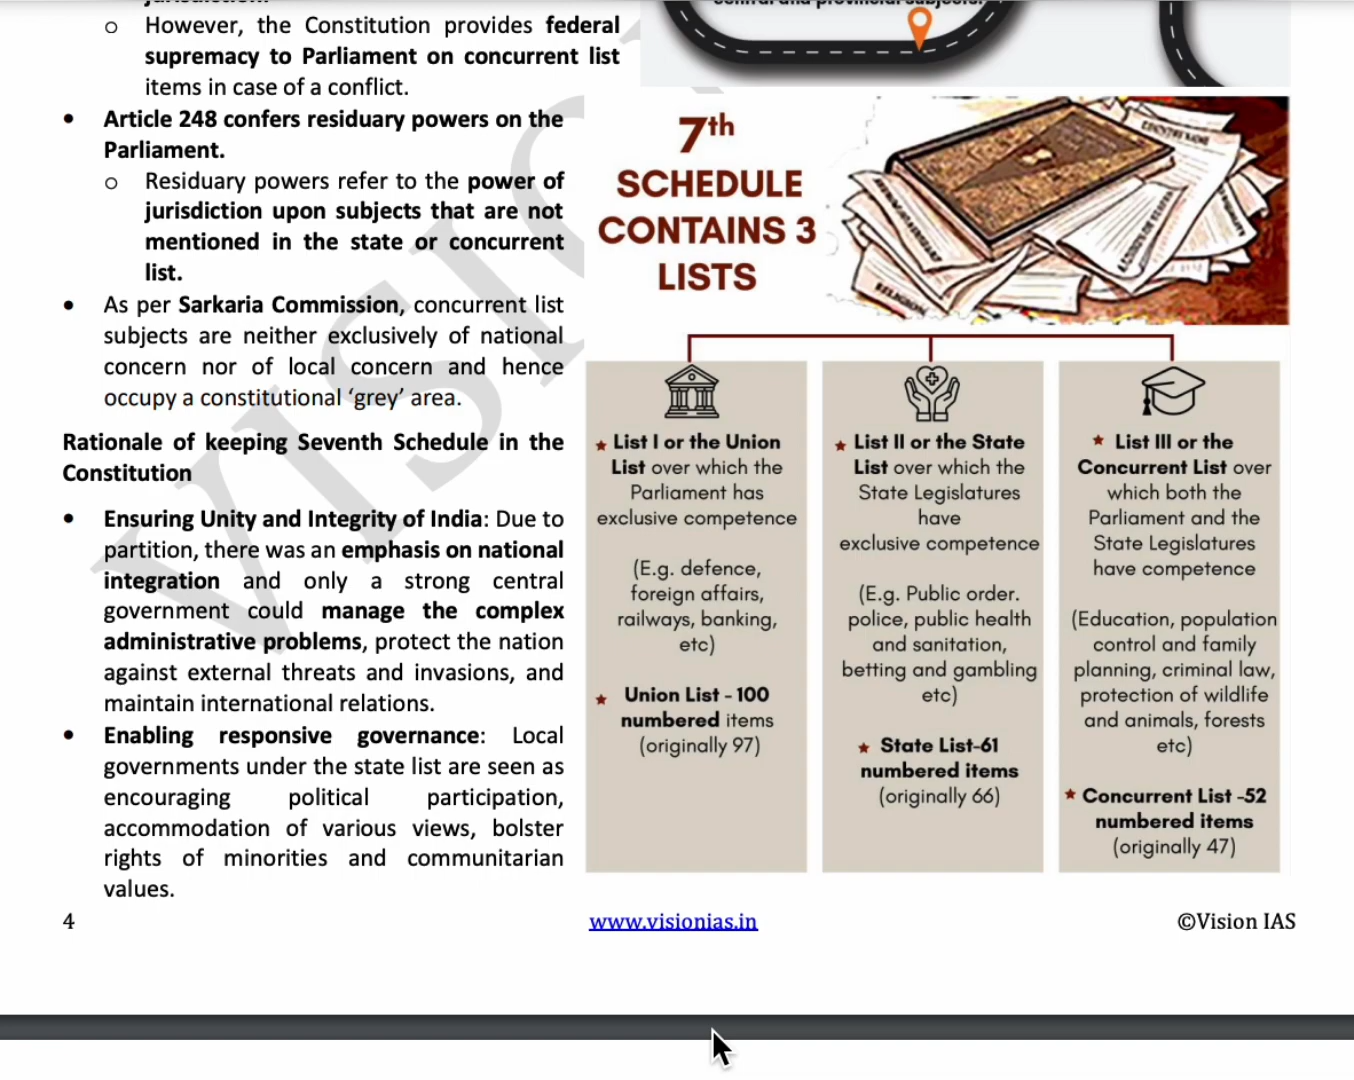 o However, the Constitution provides federal
supremacy to Parliament on concurrent list
items in case of a conflict.
• Article 248 confers residuary powers on the
Parliament.
o Residuary powers refer to the power of
jurisdiction upon subjects that are not
mentioned in the state or concurrent
list.
• As per Sarkaria Commission, concurrent list
subjects are neither exclusively of national
concern nor of local concern and hence
occupy a constitutional ‘grey’ area.
Rationale of keeping Seventh Schedule in the
Constitution
• Ensuring Unity and Integrity of India: Due to
partition, there was an emphasis on national
integration and only a strong central
government could manage the complex
administrative problems, protect the nation
against external threats and invasions, and
maintain international relations.
• Enabling responsive governance: Local
governments under the state list are seen as
encouraging political participation,
accommodation of various views, bolster
rights of minorities and communitarian
values.
central and provincial subjects.
7th
SCHEDULE
CONTAINS 3
LISTS
RELIGION
List I or the Union
List over which the
Parliament has
exclusive competence
(E.g. defence,
foreign affairs,
railways, banking,
etc)
Union List - 100
numbered items
(originally 97)
List II or the State
List over which the
State Legislatures
have
exclusive competence
(E.g. Public order.
police, public health
and sanitation,
betting and gambling
etc)
State List-61
numbered items
(originally 66)
List III or the
Concurrent List over
which both the
Parliament and the
State Legislatures
have competence
(Education, population
control and family
planning, criminal law,
protection of wildlife
and animals, forests
etc)
Concurrent List -52
numbered items
(originally 47)
4
www.visionias.in
©Vision IAS